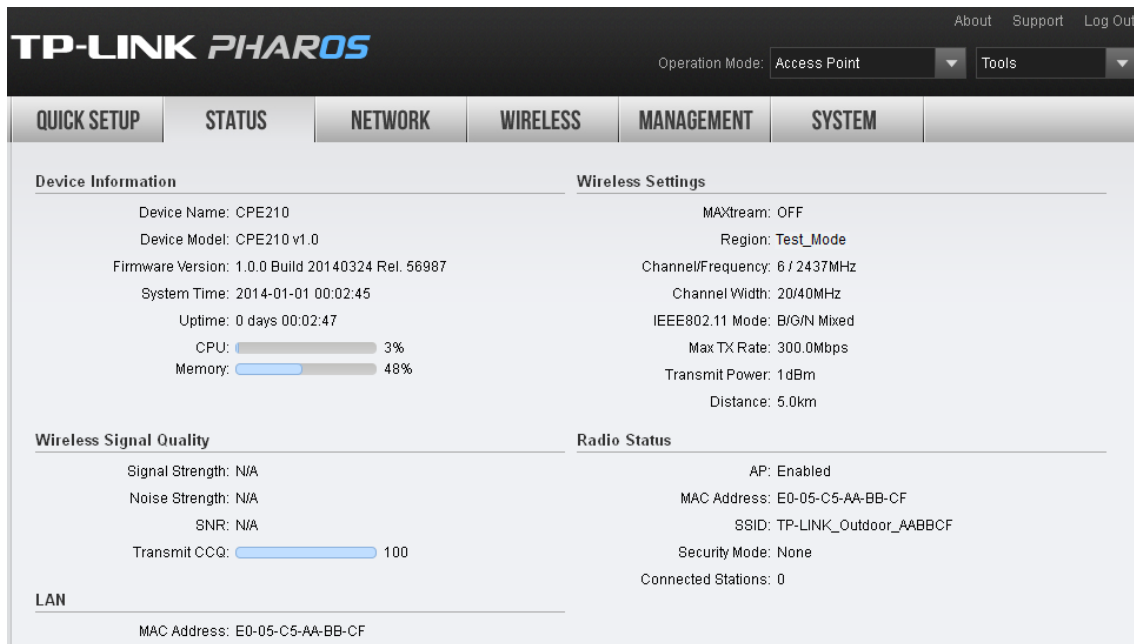 About Support Log Out
TP-LINK PHAROS
Operation Mode: Access Point Tools
QUICK SETUP STATUS NETWORK WIRELESS MANAGEMENT SYSTEM
Device Information
Device Name: CPE210
Device Model: CPE210 v1.0
Firmware Version: 1.0.0 Build 20140324 Rel. 56987
System Time: 2014-01-01 00:02:45
Uptime: 0 days 00:02:47
CPU: 3%
Memory: 48%
Wireless Settings
MAXtream: OFF
Region: Test_Mode
Channel/Frequency: 6 / 2437MHz
Channel Width: 20/40MHz
IEEE802.11 Mode: B/G/N Mixed
Max TX Rate: 300.0Mbps
Transmit Power: 1dBm
Distance: 5.0km
Wireless Signal Quality
Signal Strength: N/A
Noise Strength: N/A
SNR: N/A
Transmit CCQ: 100
Radio Status
AP: Enabled
MAC Address: E0-05-C5-AA-BB-CF
SSID: TP-LINK_Outdoor_AABBCF
Security Mode: None
Connected Stations: 0
LAN
MAC Address: E0-05-C5-AA-BB-CF